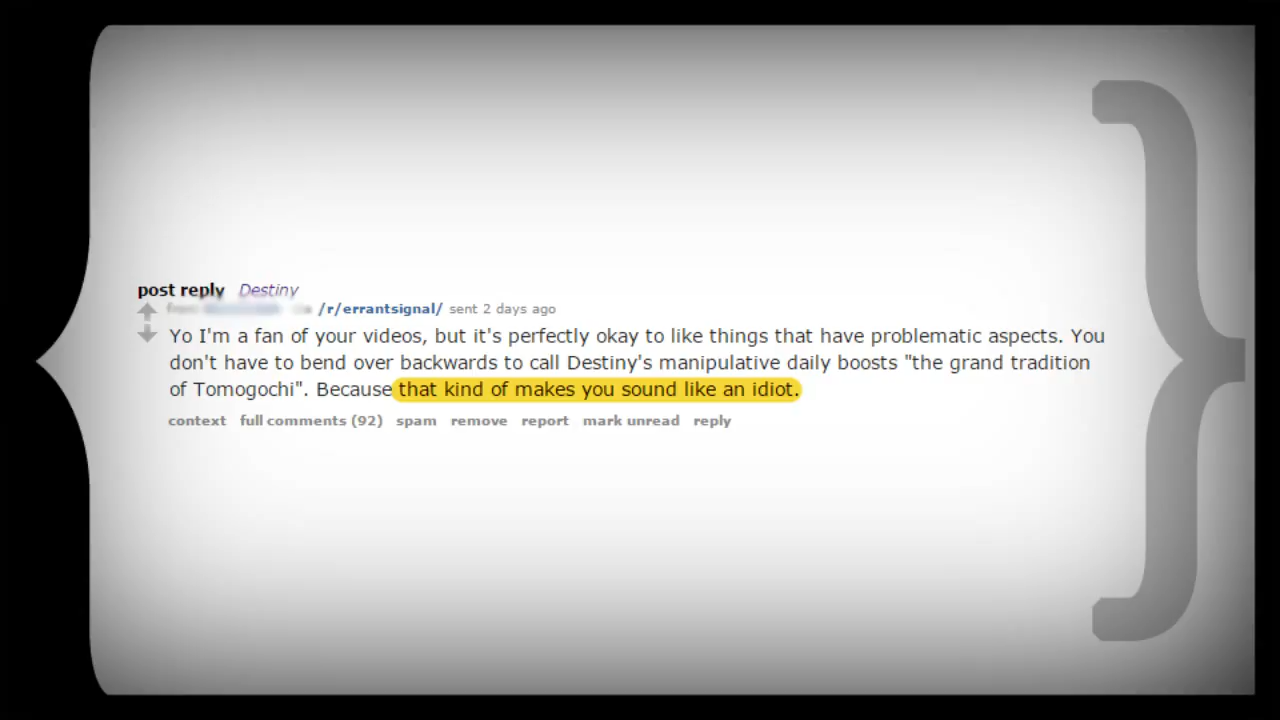 post reply Destiny
/r/errantsignal/ sent 2 days ago
Yo I'm a fan of your videos, but it's perfectly okay to like things that have problematic aspects. You
don't have to bend over backwards to call Destiny's manipulative daily boosts "the grand tradition
of Tomogochi". Because that kind of makes you sound like an idiot.
context full comments (92) spam remove report mark unread reply